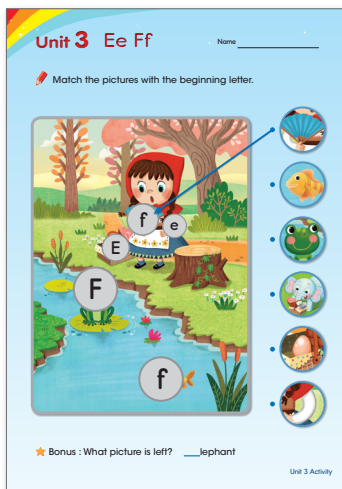 Unit 3 Ee Ff
Name
Match the pictures with the beginning letter.
f
e
E
F
f
Bonus : What picture is left? ___lephant
Unit 3 Activity